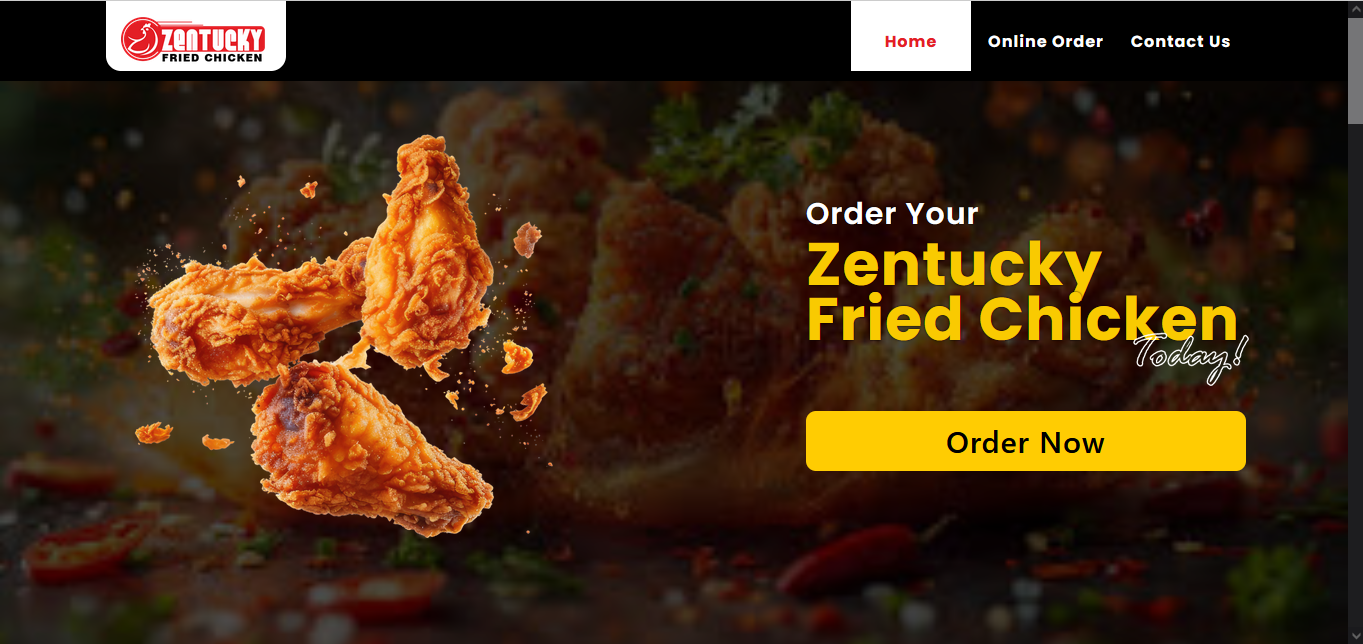 ZENTUCKY
FRIED CHICKEN
Home
Online Order
Contact Us
Order Your
Zentucky
Fried Chicken
Today!
Order Now